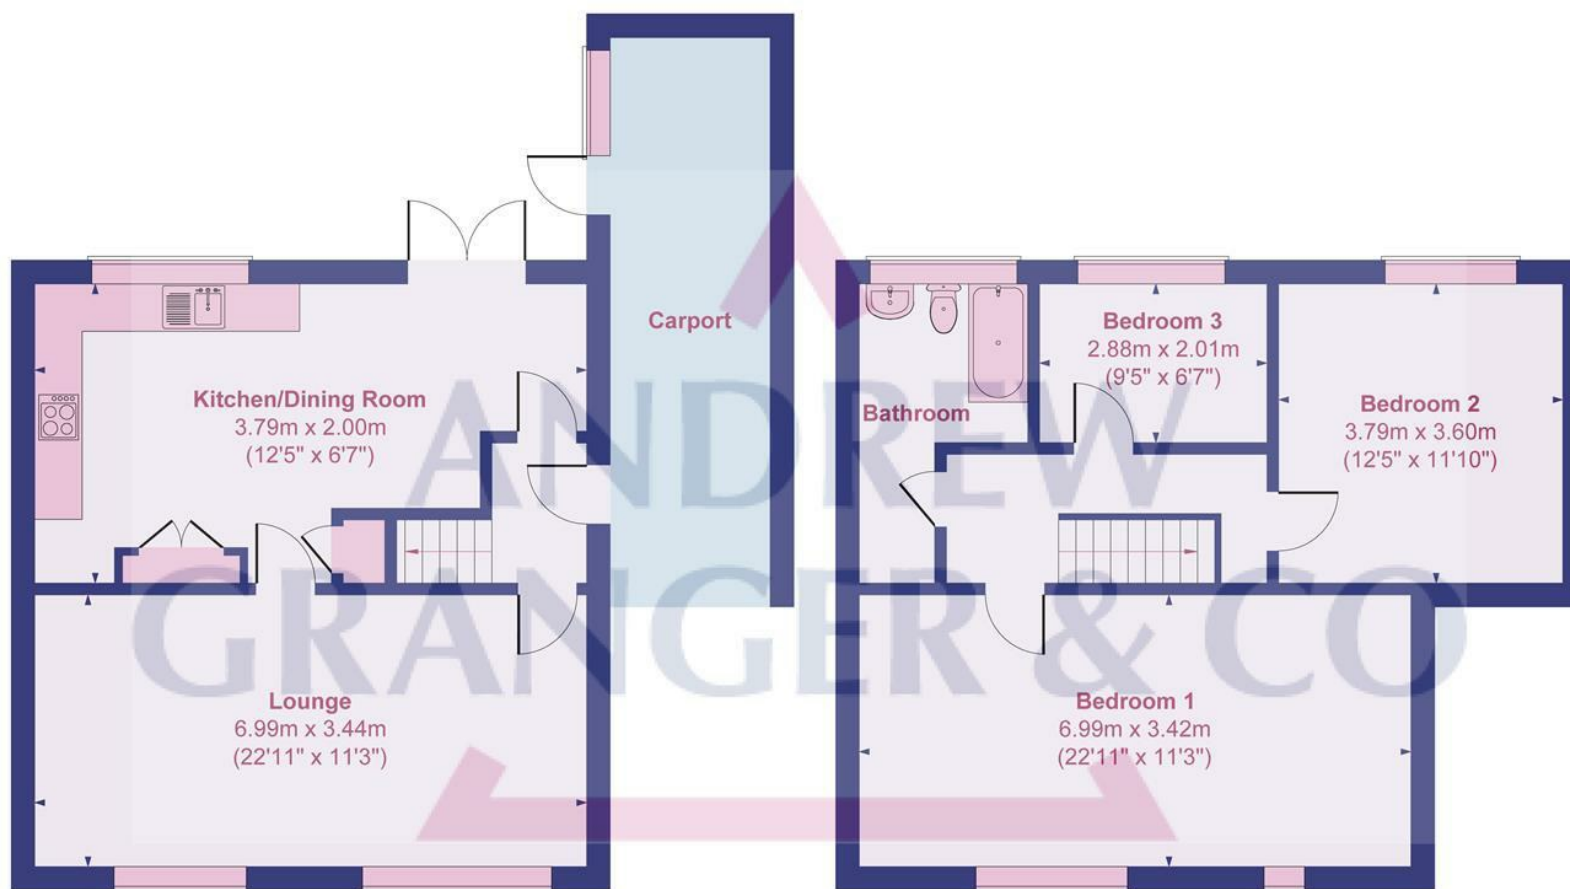 Carport
Kitchen/Dining Room
3.79m x 2.00m
(12'5" x 6'7")
Lounge
6.99m x 3.44m
(22'11" x 11'3")
Bathroom
Bedroom 3
2.88m x 2.01m
(9'5" x 6'7")
Bedroom 2
3.79m x 3.60m
(12'5" x 11'10")
Bedroom 1
6.99m x 3.42m
(22'11" x 11'3")
ANDREW
GRANGER & CO